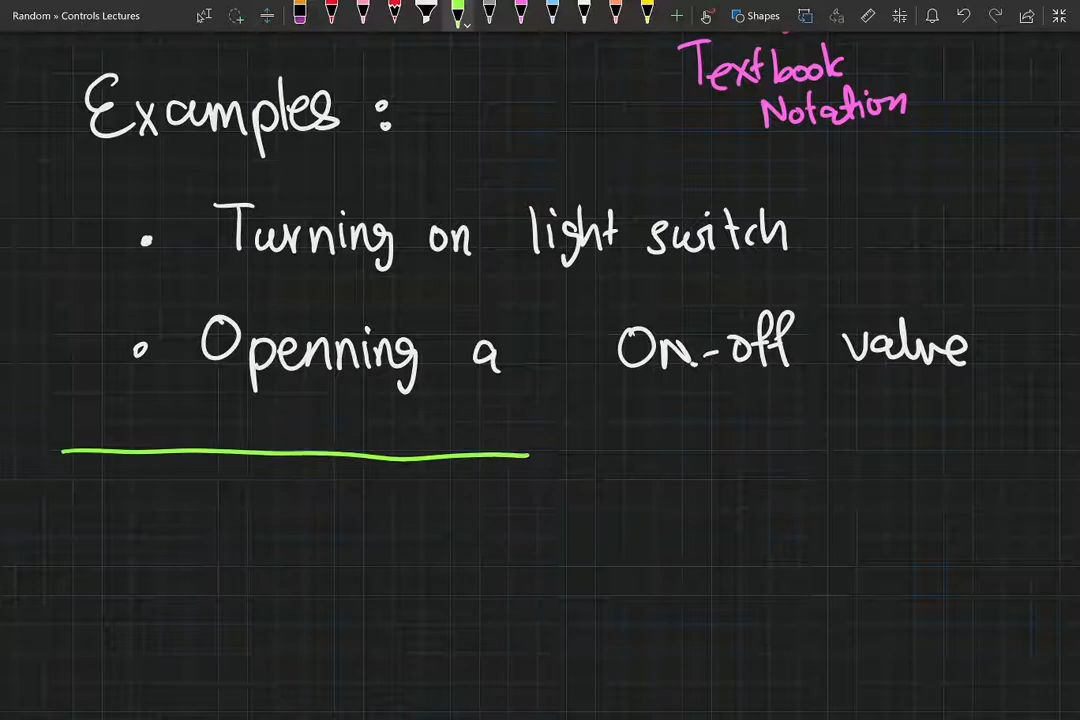 Random » Controls Lectures
Shapes
Textbook
Notation
Examples :
• Turning on light switch
• Openning a On-off valve